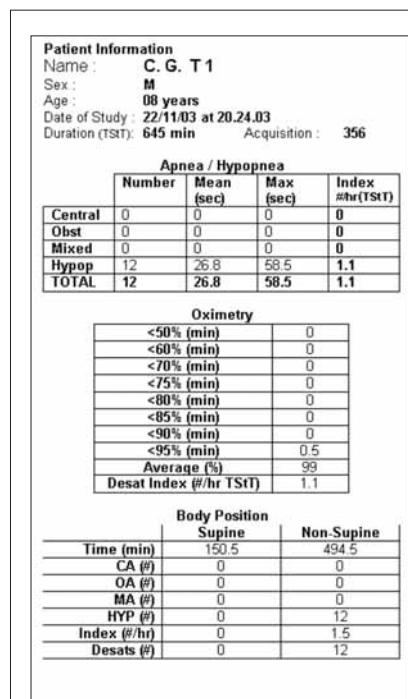 Patient Information
Name : C. G. T 1
Sex : M
Age : 08 years
Date of Study : 22/11/03 at 20.24.03
Duration (TStT): 645 min Acquisition : 356
Apnea / Hypopnea
Number Mean (sec) Max (sec) Index #/hr(TStT)
Central 0 0 0 0
Obst 0 0 0 0
Mixed 0 0 0 0
Hypop 12 26.8 58.5 1.1
TOTAL 12 26.8 58.5 1.1
Oximetry
<50% (min) 0
<60% (min) 0
<70% (min) 0
<75% (min) 0
<80% (min) 0
<85% (min) 0
<90% (min) 0
<95% (min) 0.5
Average (%) 99
Desat Index (#/hr TStT) 1.1
Body Position
Supine Non-Supine
Time (min) 150.5 494.5
CA (#) 0 0
OA (#) 0 0
MA (#) 0 0
HYP (#) 0 12
Index (#/hr) 0 1.5
Desats (#) 0 12